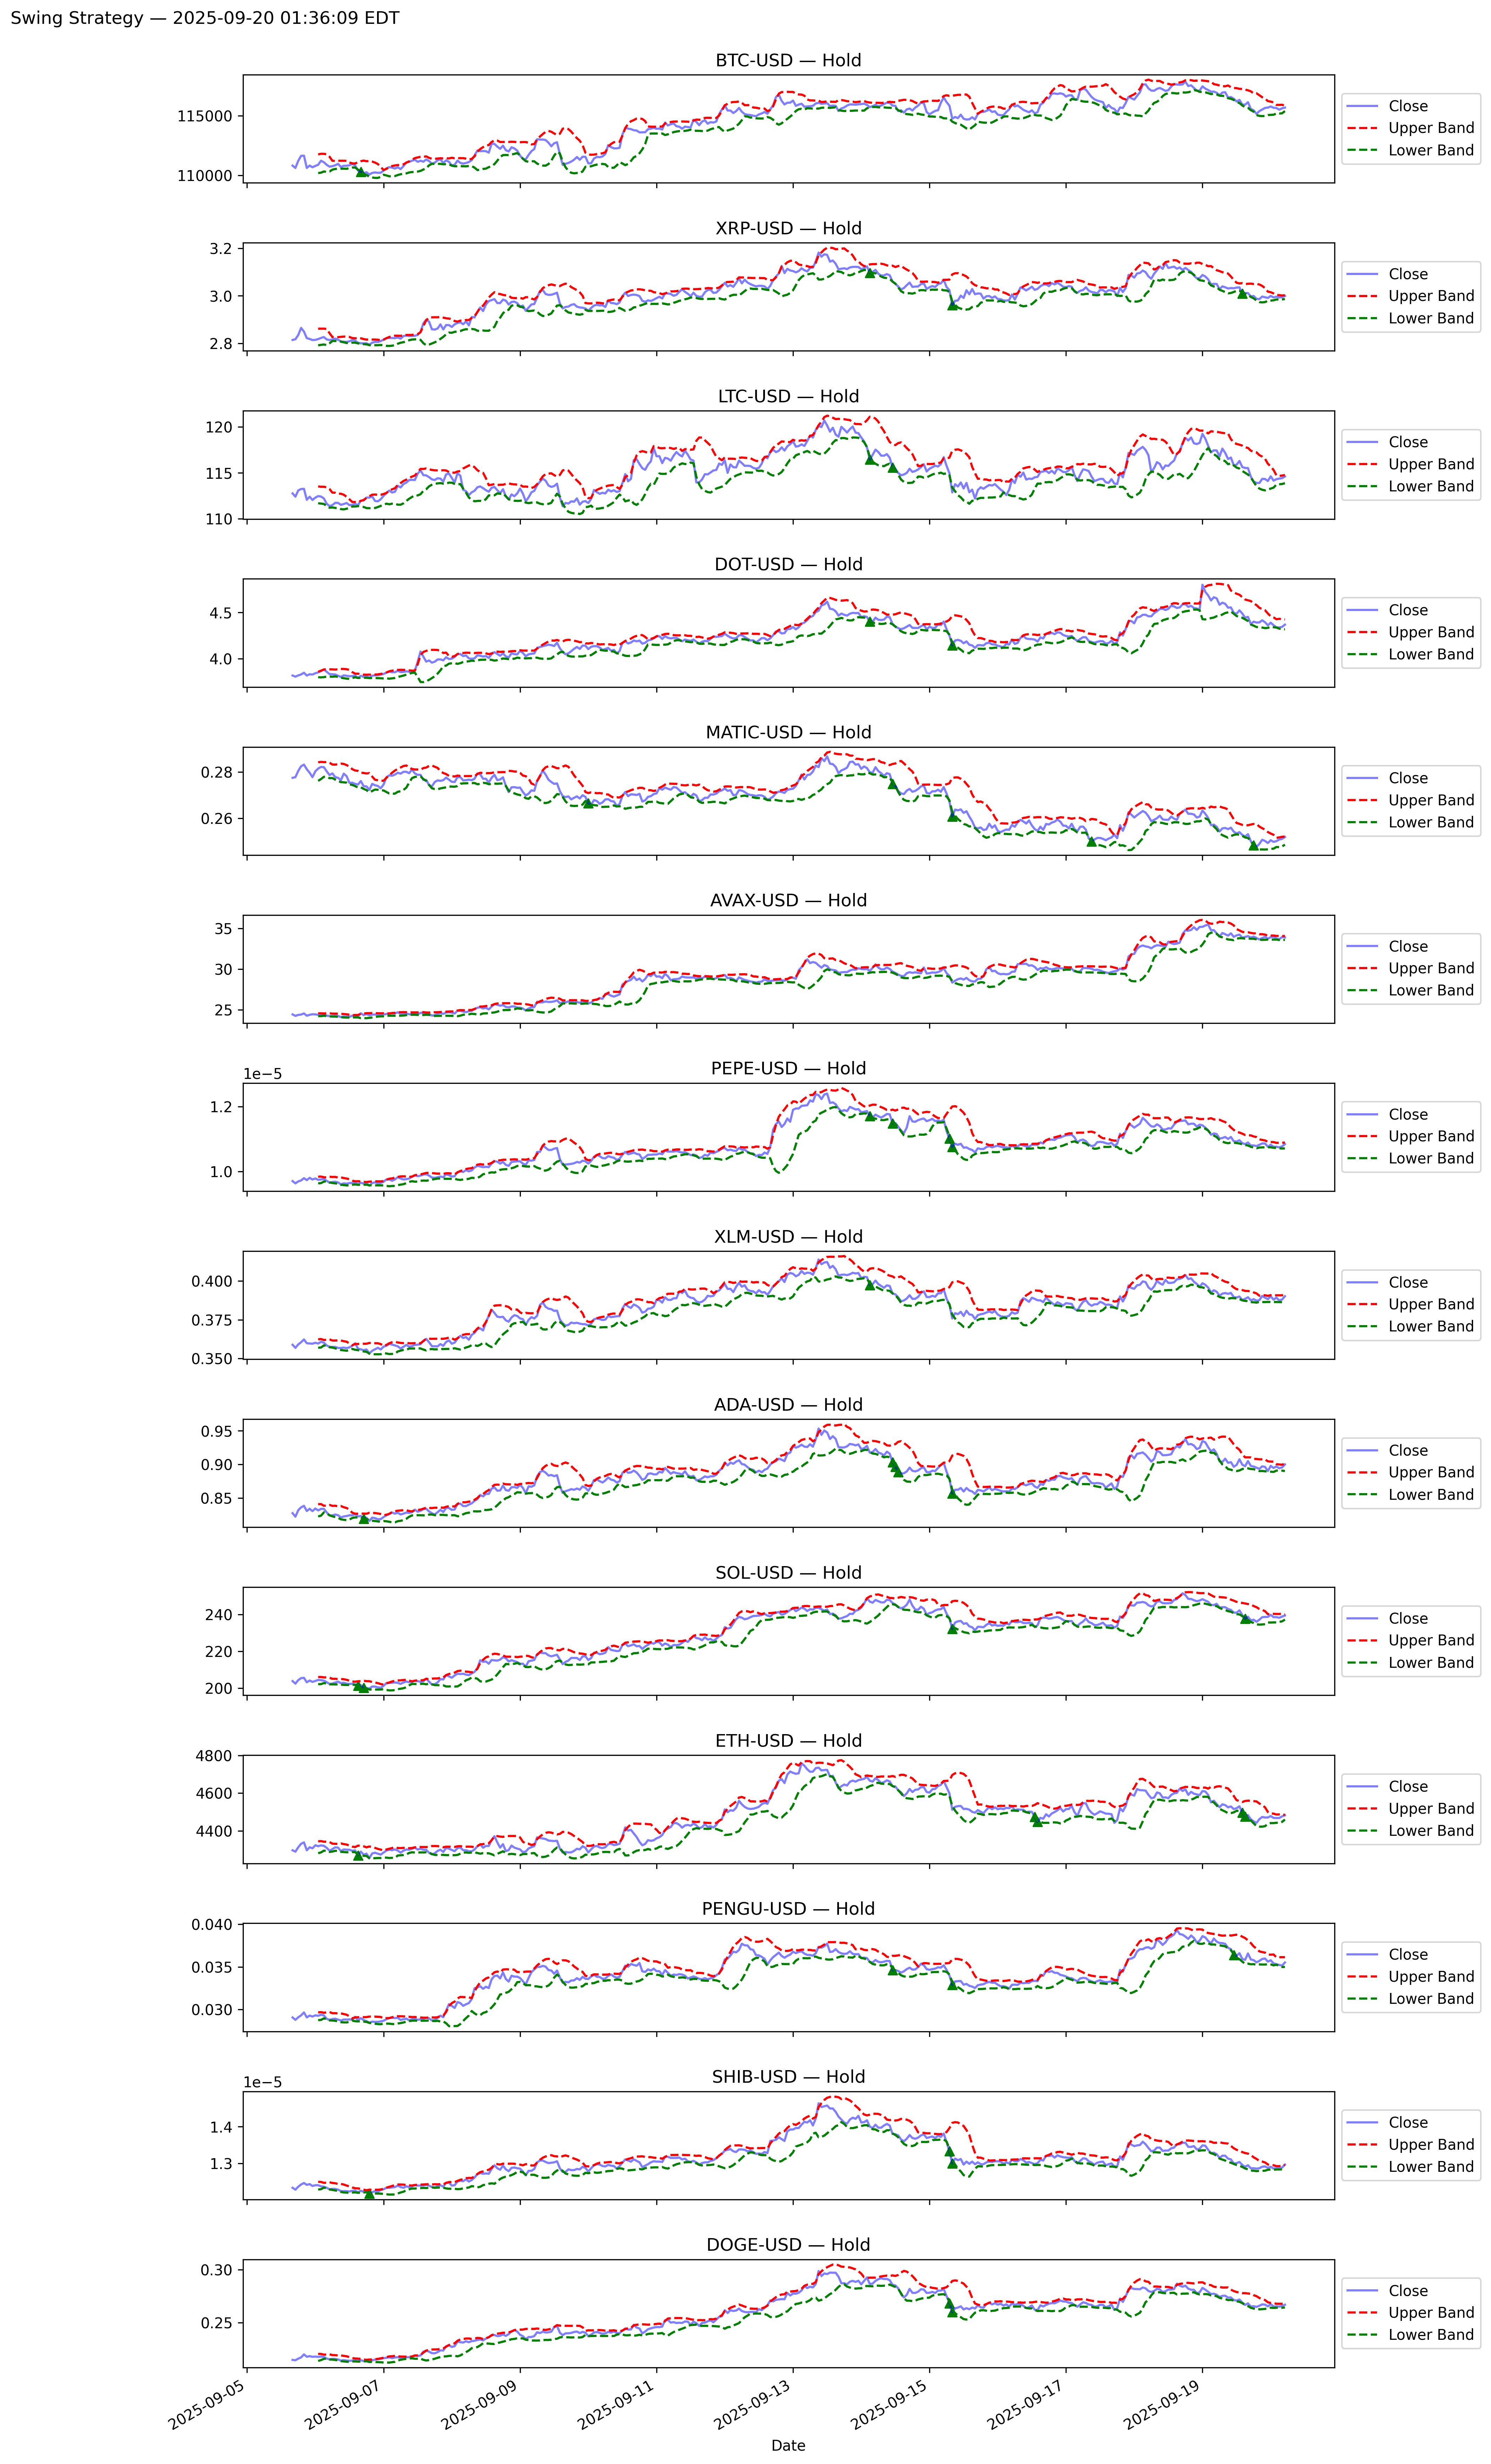 Swing Strategy — 2025-09-20 01:36:09 EDT
BTC-USD — Hold
115000
110000
Close
Upper Band
Lower Band
XRP-USD — Hold
3.2
3.0
2.8
Close
Upper Band
Lower Band
LTC-USD — Hold
120
115
110
Close
Upper Band
Lower Band
DOT-USD — Hold
4.5
4.0
Close
Upper Band
Lower Band
MATIC-USD — Hold
0.28
0.26
Close
Upper Band
Lower Band
AVAX-USD — Hold
35
30
25
Close
Upper Band
Lower Band
PEPE-USD — Hold
1e−5
1.2
1.0
Close
Upper Band
Lower Band
XLM-USD — Hold
0.400
0.375
0.350
Close
Upper Band
Lower Band
ADA-USD — Hold
0.95
0.90
0.85
Close
Upper Band
Lower Band
SOL-USD — Hold
240
220
200
Close
Upper Band
Lower Band
ETH-USD — Hold
4800
4600
4400
Close
Upper Band
Lower Band
PENGU-USD — Hold
0.040
0.035
0.030
Close
Upper Band
Lower Band
SHIB-USD — Hold
1e−5
1.4
1.3
Close
Upper Band
Lower Band
DOGE-USD — Hold
0.30
0.25
Close
Upper Band
Lower Band
2025-09-05
2025-09-07
2025-09-09
2025-09-11
2025-09-13
2025-09-15
2025-09-17
2025-09-19
Date